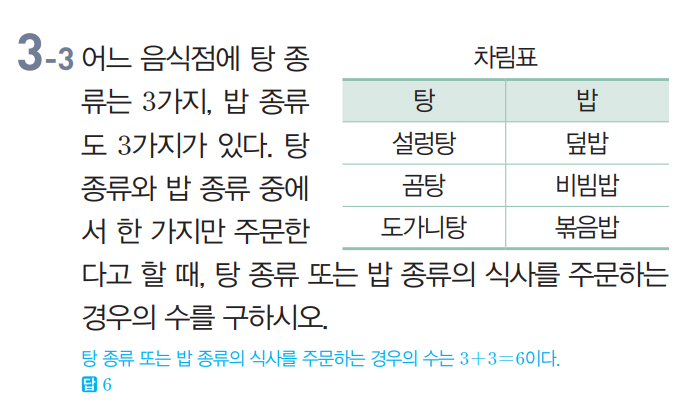 3-3 어느 음식점에 탕 종
류는 3가지, 밥 종류
도 3가지가 있다. 탕
종류와 밥 종류 중에
서 한 가지만 주문한
차림표
탕 밥
설렁탕 덮밥
곰탕 비빔밥
도가니탕 볶음밥
다고 할 때, 탕 종류 또는 밥 종류의 식사를 주문하는
경우의 수를 구하시오.
탕 종류 또는 밥 종류의 식사를 주문하는 경우의 수는 3+3=6이다.
답 6